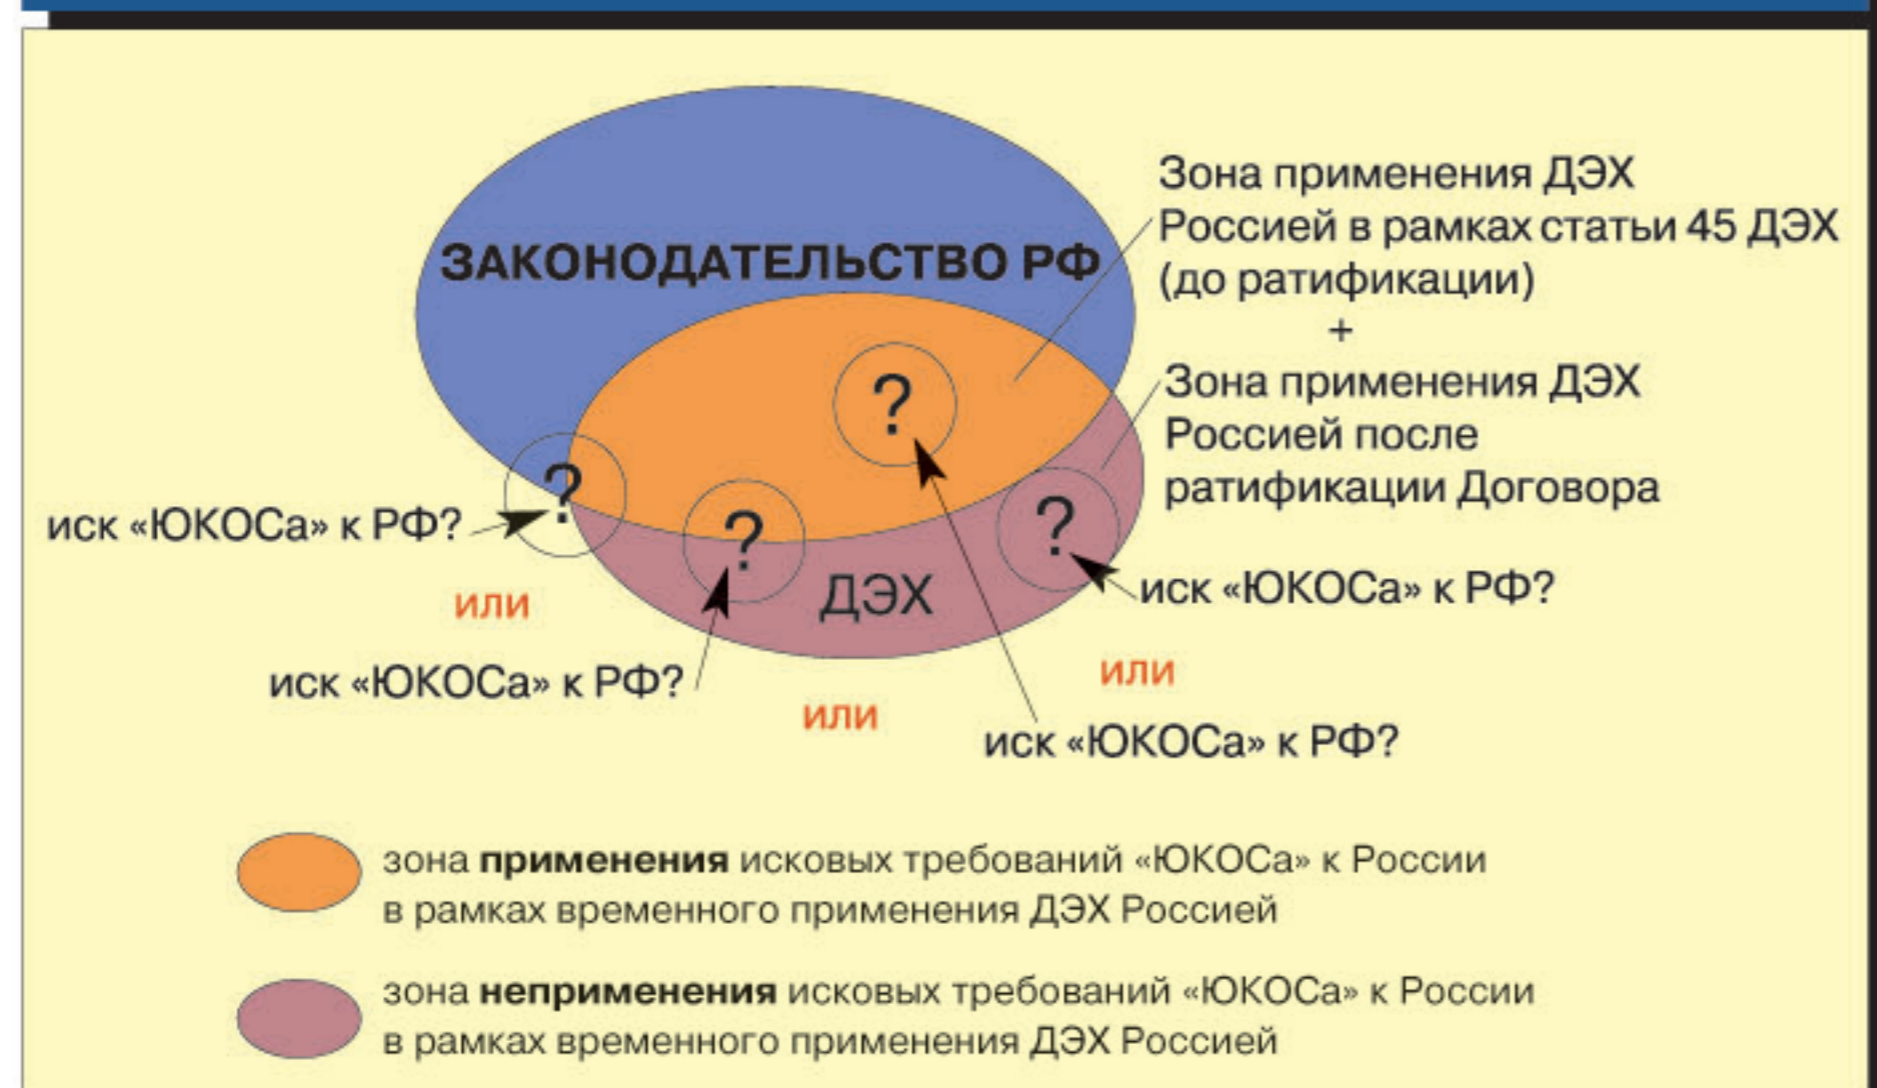 Зона применения ДЭХ
Россией в рамках статьи 45 ДЭХ
(до ратификации)
+
Зона применения ДЭХ
Россией после
ратификации Договора
ЗАКОНОДАТЕЛЬСТВО РФ
?
?
?
?
ДЭХ
иск «ЮКОСа» к РФ?
или
иск «ЮКОСа» к РФ?
или
иск «ЮКОСа» к РФ?
или
иск «ЮКОСа» к РФ?
зона применения исковых требований «ЮКОСа» к России
в рамках временного применения ДЭХ Россией
зона неприменения исковых требований «ЮКОСа» к России
в рамках временного применения ДЭХ Россией